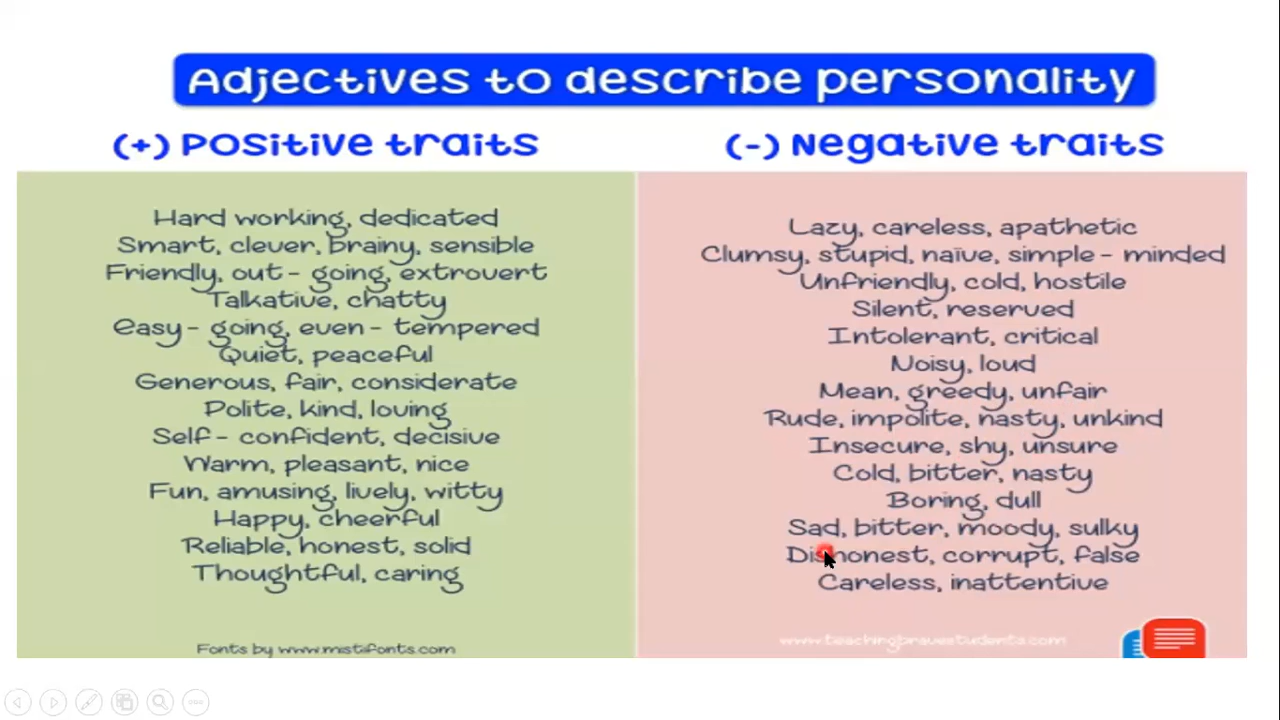 Adjectives to describe personality
(+) Positive traits
Hard working, dedicated
Smart, clever, brainy, sensible
Friendly, out - going, extrovert
Talkative, chatty
Easy - going, even - tempered
Quiet, peaceful
Generous, fair, considerate
Polite, kind, loving
Self - confident, decisive
Warm, pleasant, nice
Fun, amusing, lively, witty
Happy, cheerful
Reliable, honest, solid
Thoughtful, caring
Fonts by www.mistifonts.com
(-) Negative traits
Lazy, careless, apathetic
Clumsy, stupid, naīve, simple - minded
Unfriendly, cold, hostile
Silent, reserved
Intolerant, critical
Noisy, loud
Mean, greedy, unfair
Rude, impolite, nasty, unkind
Insecure, shy, unsure
Cold, bitter, nasty
Boring, dull
Sad, bitter, moody, sulky
Dishonest, corrupt, false
Careless, inattentive
www.teachingbravestudents.com